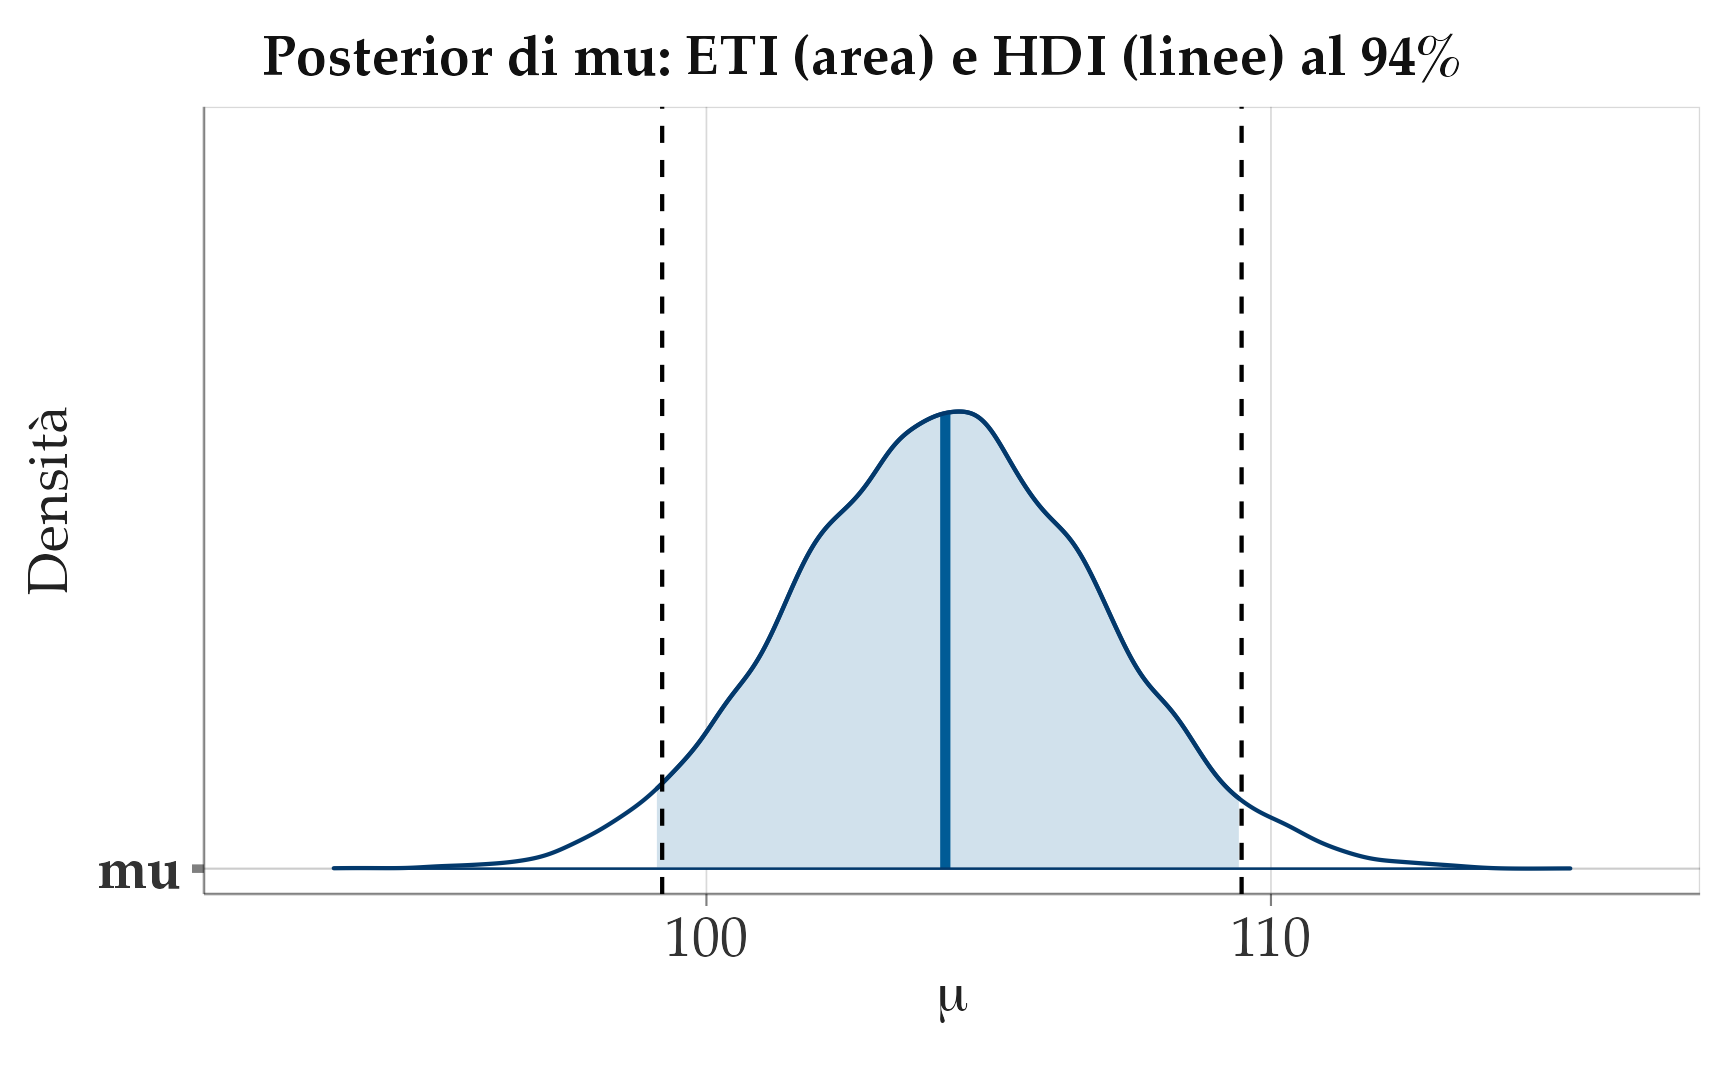 Posterior di mu: ETI (area) e HDI (linee) al 94%
Densità
mu
100
110
μ